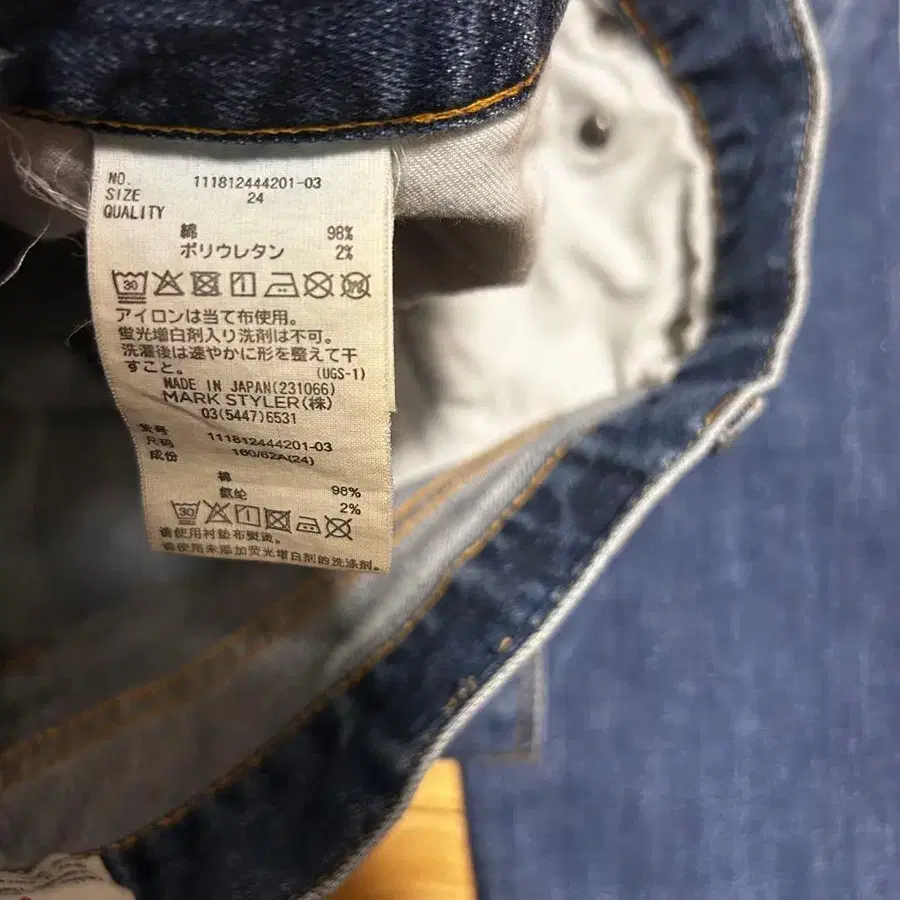 NO. 111812444201-03
SIZE 24
QUALITY
綿 98%
ポリウレタン 2%
30
アイロンは当て布使用。
蛍光増白剤入り洗剤は不可。
洗濯後は速やかに形を整えて干
すこと。 (UGS-1)
MADE IN JAPAN(231066)
MARK STYLER(株)
03(5447)6531
货号 111812444201-03
尺码 160/62A(24)
成份
棉 98%
氨纶 2%
30
请使用衬垫布熨烫。
请使用未添加荧光增白剤的洗涤剂。